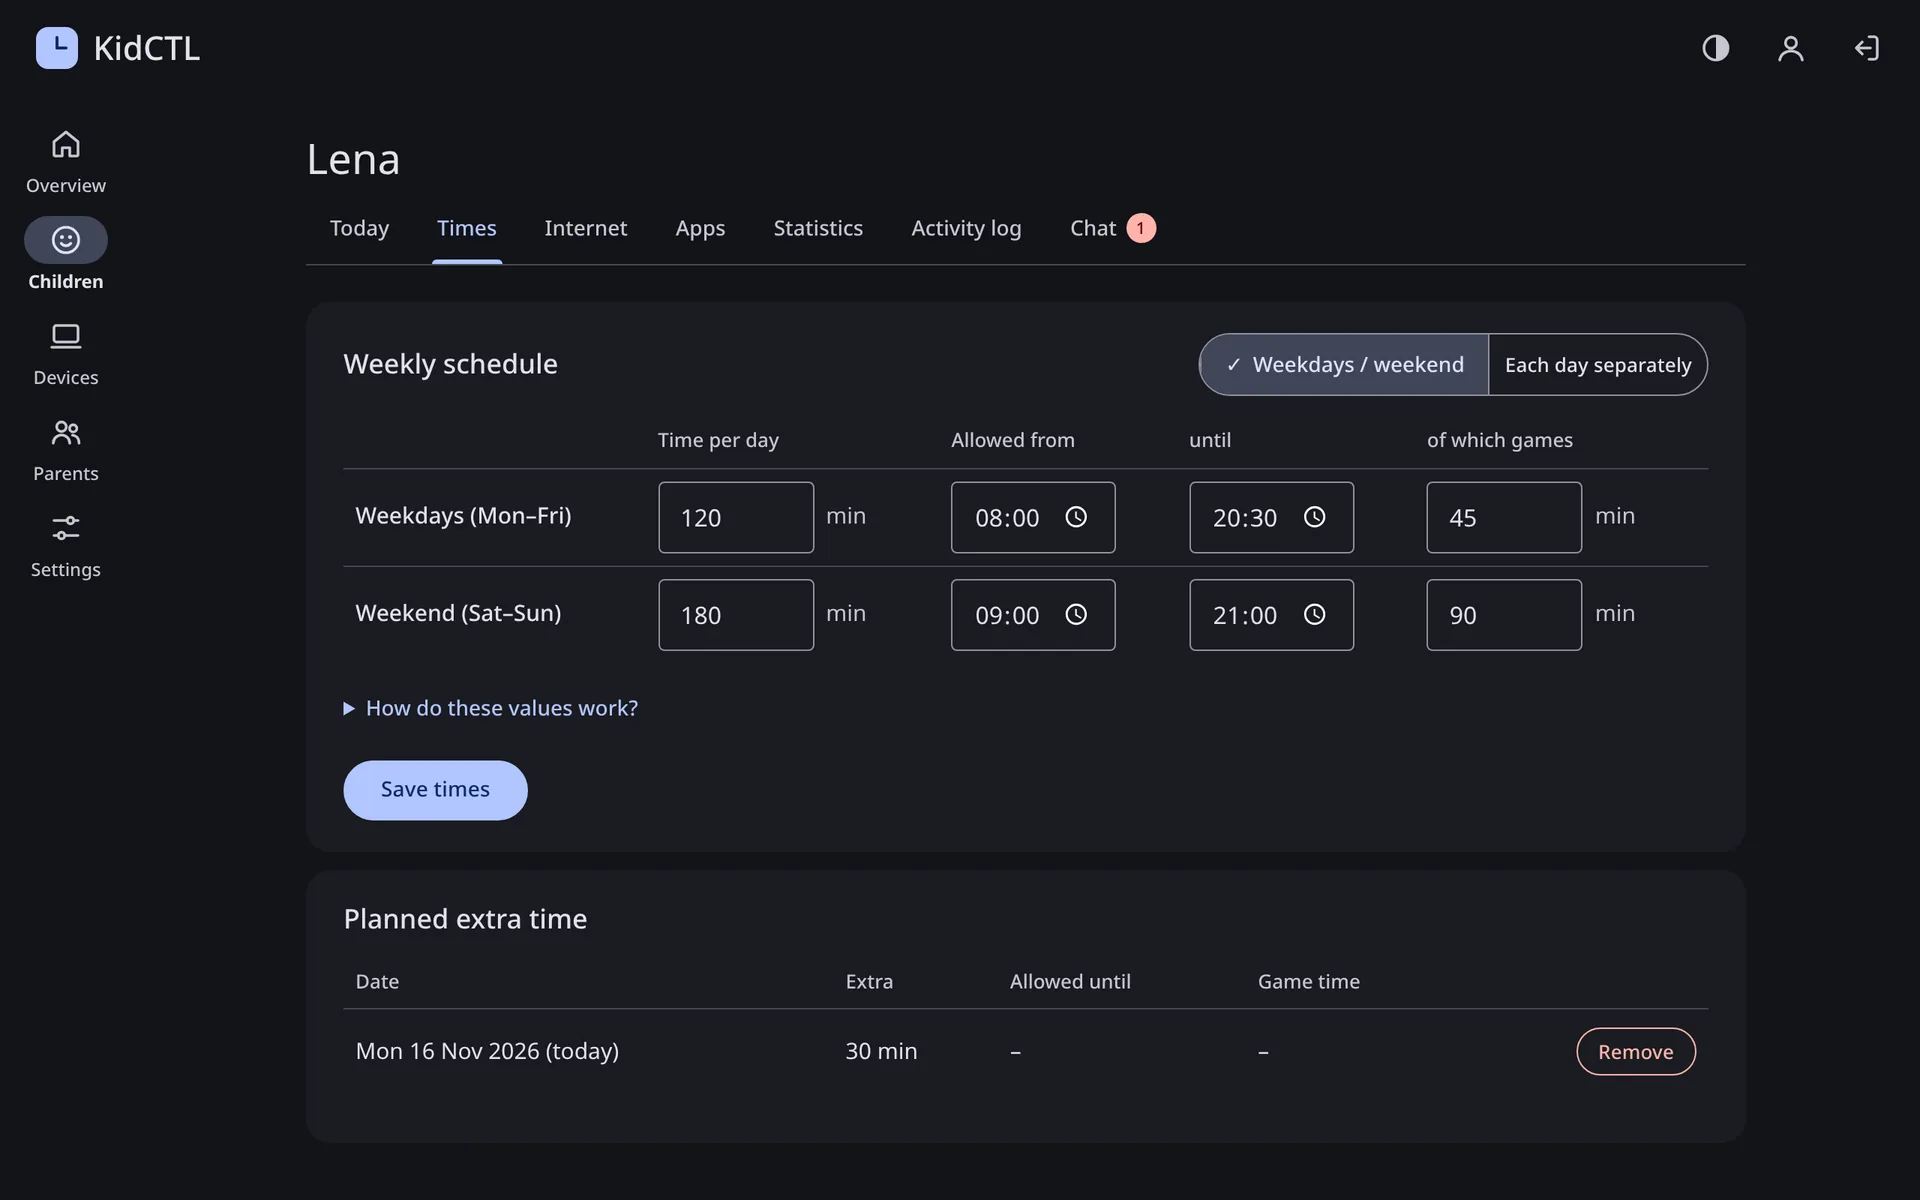 KidCTL
Overview
Children
Devices
Parents
Settings
Lena
Today Times Internet Apps Statistics Activity log Chat 1
Weekly schedule ✓ Weekdays / weekend Each day separately
Time per day Allowed from until of which games
Weekdays (Mon–Fri) 120 min 08:00 20:30 45 min
Weekend (Sat–Sun) 180 min 09:00 21:00 90 min
How do these values work?
Save times
Planned extra time
Date Extra Allowed until Game time
Mon 16 Nov 2026 (today) 30 min – – Remove